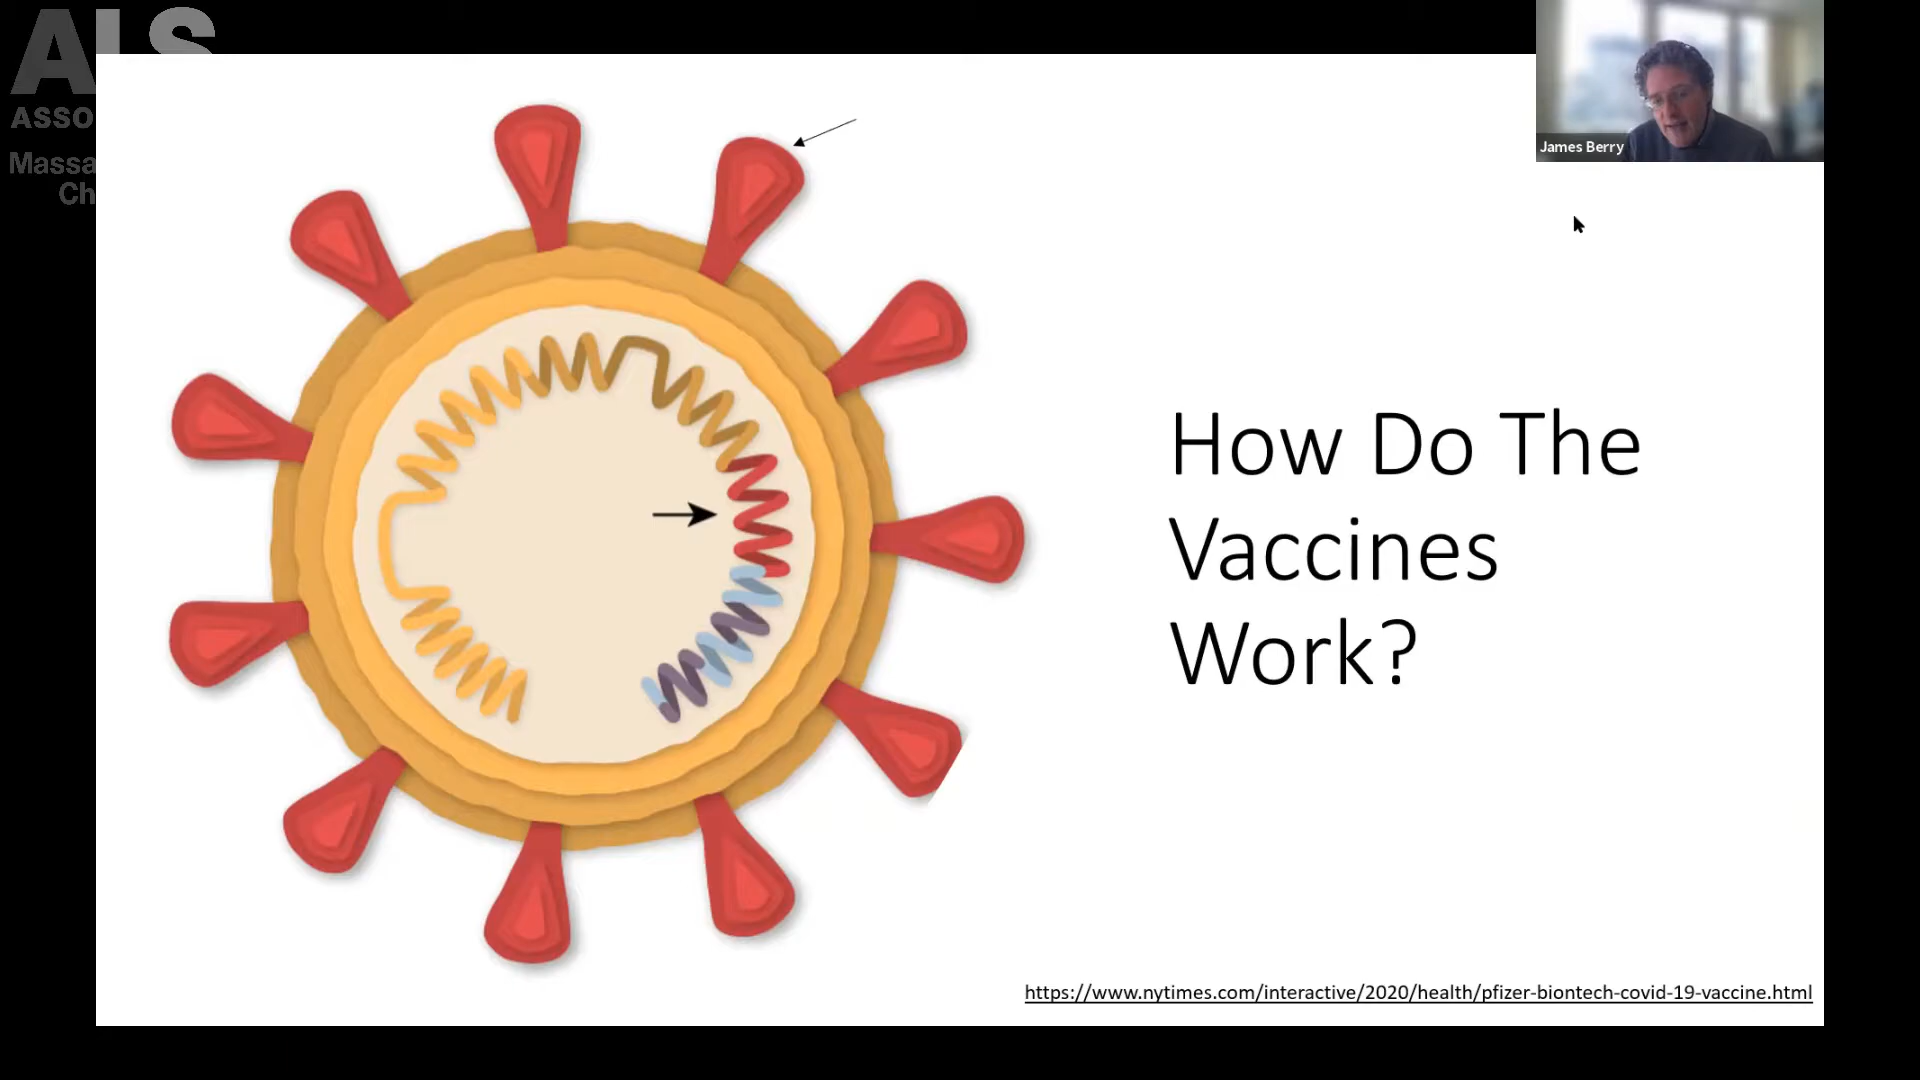 ALS
ASSO
Massa
Ch
James Berry
How Do The
Vaccines
Work?
https://www.nytimes.com/interactive/2020/health/pfizer-biontech-covid-19-vaccine.html